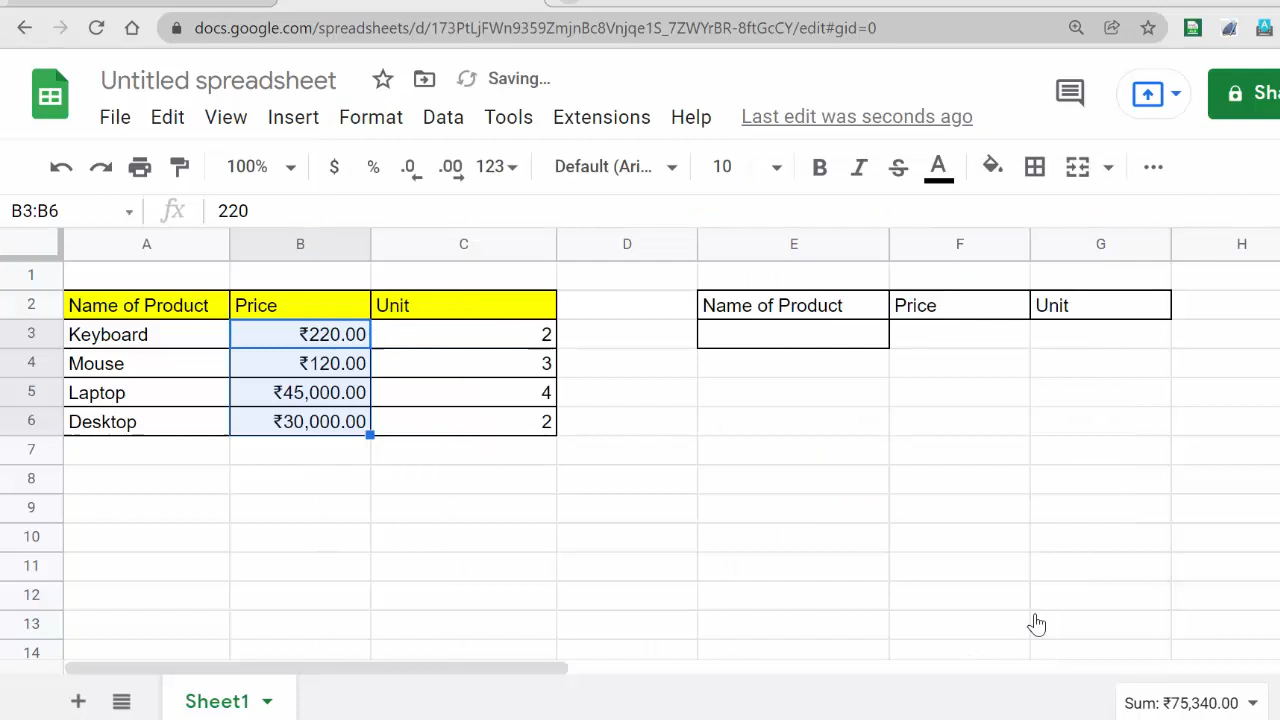 docs.google.com/spreadsheets/d/173PtLjFWn9359ZmjnBc8Vnjqe1S_7ZWYrBR-8ftGcCY/edit#gid=0
Untitled spreadsheet Saving...
File Edit View Insert Format Data Tools Extensions Help Last edit was seconds ago
Sha
100% $ % .0 .00 123 Default (Ari... 10 B I S A
B3:B6 fx 220
A B C D E F G H
1
2 Name of Product Price Unit Name of Product Price Unit
3 Keyboard ₹220.00 2
4 Mouse ₹120.00 3
5 Laptop ₹45,000.00 4
6 Desktop ₹30,000.00 2
7
8
9
10
11
12
13
14
Sheet1 Sum: ₹75,340.00